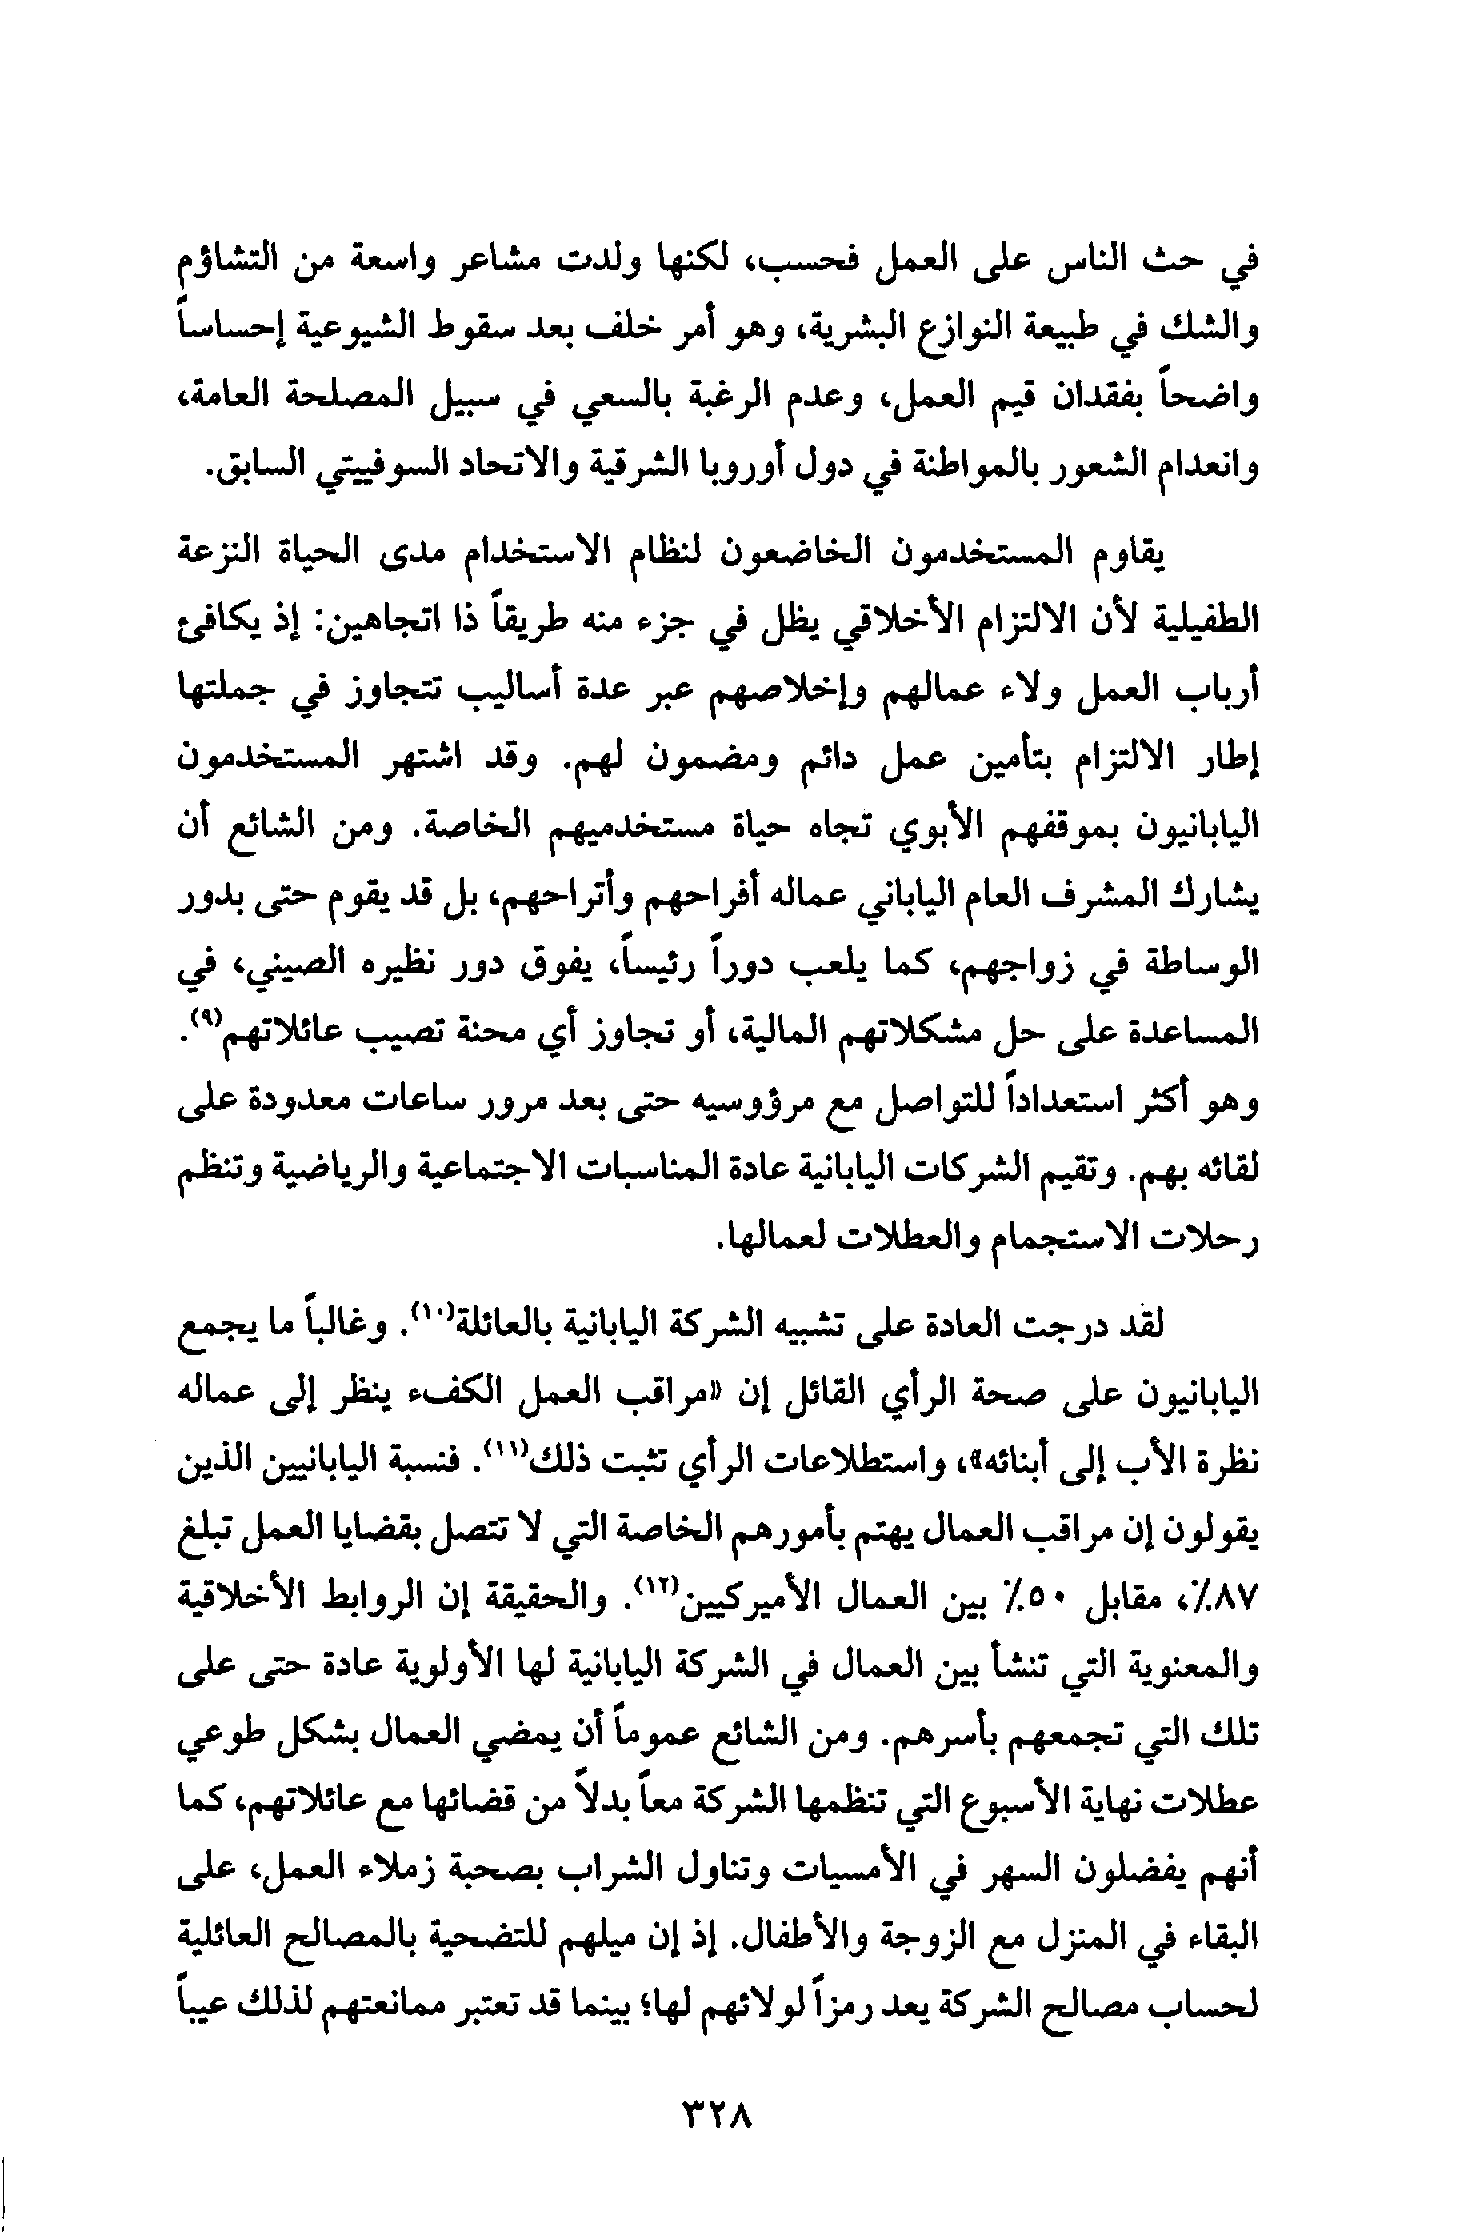 في حث الناس على العمل فحسب، لكنها ولدت مشاعر واسعة من التشاؤم
والشك في طبيعة النوازع البشرية، وهو أمر خلف بعد سقوط الشيوعية إحساساً
واضحاً بفقدان قيم العمل، وعدم الرغبة بالسعي في سبيل المصلحة العامة،
وانعدام الشعور بالمواطنة في دول أوروبا الشرقية والاتحاد السوفييتي السابق.
يقاوم المستخدمون الخاضعون لنظام الاستخدام مدى الحياة النزعة
الطفيلية لأن الالتزام الأخلاقي يظل في جزء منه طريقاً ذا اتجاهين: إذ يكافئ
أرباب العمل ولاء عمالهم وإخلاصهم عبر عدة أساليب تتجاوز في جملتها
إطار الالتزام بتأمين عمل دائم ومضمون لهم. وقد اشتهر المستخدمون
اليابانيون بموقفهم الأبوي تجاه حياة مستخدميهم الخاصة. ومن الشائع أن
يشارك المشرف العام الياباني عماله أفراحهم وأتراحهم، بل قد يقوم حتى بدور
الوساطة في زواجهم، كما يلعب دوراً رئيساً، يفوق دور نظيره الصيني، في
المساعدة على حل مشكلاتهم المالية، أو تجاوز أي محنة تصيب عائلاتهم(٩).
وهو أكثر استعداداً للتواصل مع مرؤوسيه حتى بعد مرور ساعات معدودة على
لقائه بهم. وتقيم الشركات اليابانية عادة المناسبات الاجتماعية والرياضية وتنظم
رحلات الاستجمام والعطلات لعمالها.
لقد درجت العادة على تشبيه الشركة اليابانية بالعائلة(١٠). وغالباً ما يجمع
اليابانيون على صحة الرأي القائل إن «مراقب العمل الكفء ينظر إلى عماله
نظرة الأب إلى أبنائه»، واستطلاعات الرأي تثبت ذلك(١١). فنسبة اليابانيين الذين
يقولون إن مراقب العمال يهتم بأمورهم الخاصة التي لا تتصل بقضايا العمل تبلغ
٨٧٪، مقابل ٥٠٪ بين العمال الأميركيين(١٢). والحقيقة إن الروابط الأخلاقية
والمعنوية التي تنشأ بين العمال في الشركة اليابانية لها الأولوية عادة حتى على
تلك التي تجمعهم بأسرهم. ومن الشائع عموماً أن يمضي العمال بشكل طوعي
عطلات نهاية الأسبوع التي تنظمها الشركة معاً بدلاً من قضائها مع عائلاتهم، كما
أنهم يفضلون السهر في الأمسيات وتناول الشراب بصحبة زملاء العمل، على
البقاء في المنزل مع الزوجة والأطفال. إذ إن ميلهم للتضحية بالمصالح العائلية
لحساب مصالح الشركة يعد رمزاً لولائهم لها؛ بينما قد تعتبر ممانعتهم لذلك عيباً
٣٢٨